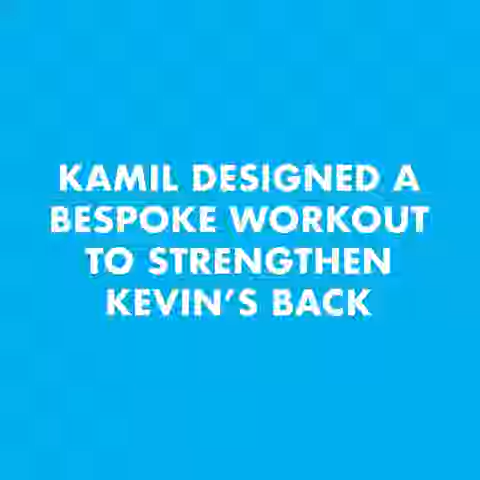 KAMIL DESIGNED A
BESPOKE WORKOUT
TO STRENGTHEN
KEVIN’S BACK